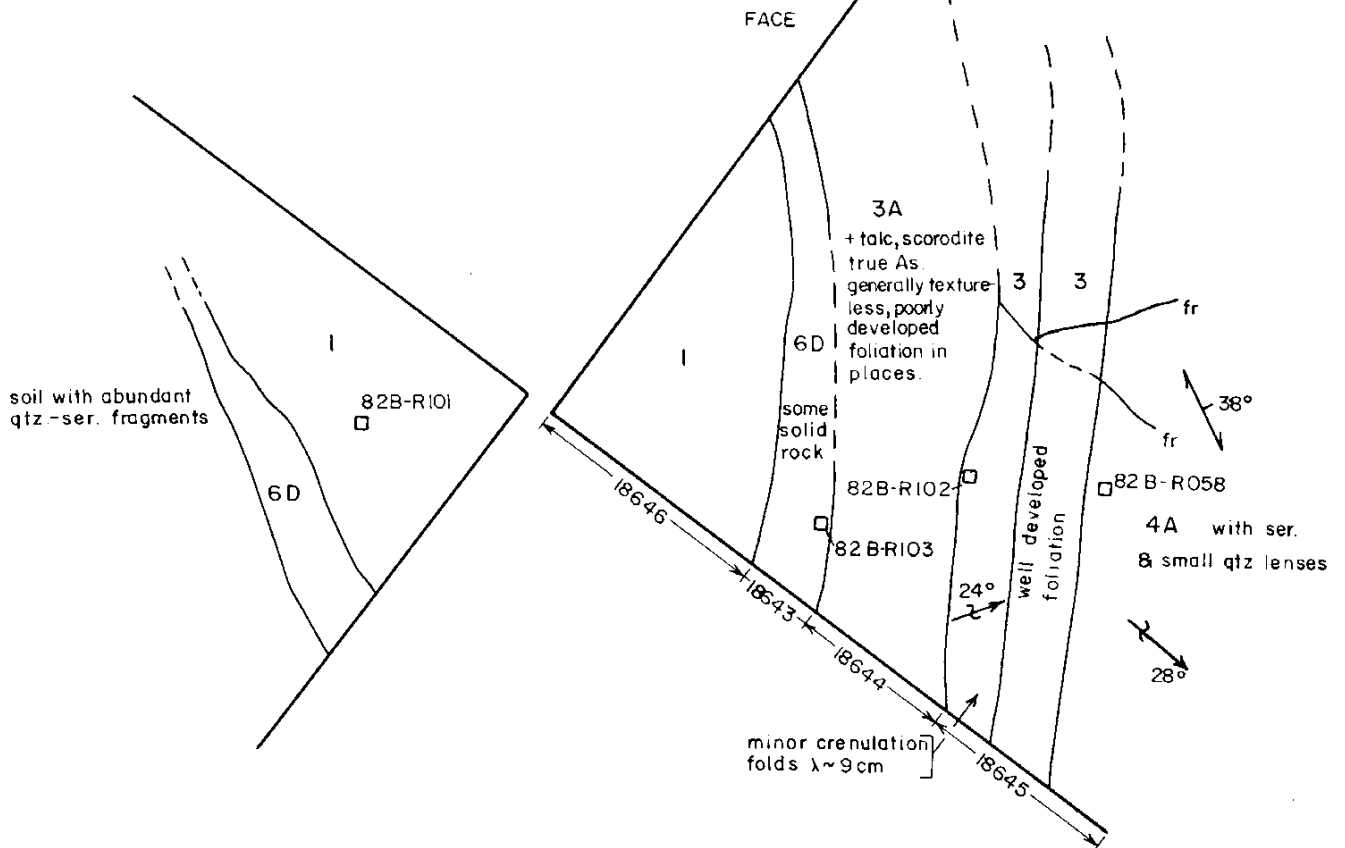 FACE
3A
+ talc, scorodite
true As.
generally texture-
less, poorly
developed
foliation in
places.
3
3
fr
fr
1
1
6D
some
solid
rock
soil with abundant
qtz.-ser. fragments
82B-R101
6D
38°
82B-R102
82B-R058
82B-R103
4A with ser.
& small qtz lenses
well developed
foliation
24°
28°
18646
18643
18644
18645
minor crenulation
folds λ~9cm